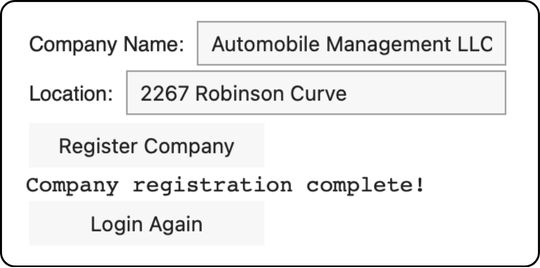 Company Name: Automobile Management LLC
Location: 2267 Robinson Curve
Register Company
Company registration complete!
Login Again